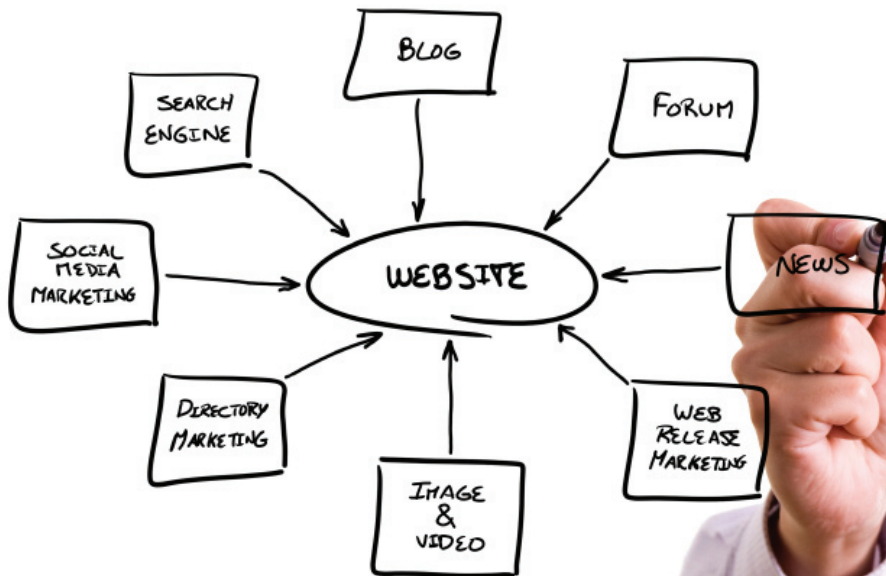 BLOG
SEARCH
ENGINE
FORUM
SOCIAL
MEDIA
MARKETING
WEBSITE
NEWS
DIRECTORY
MARKETING
WEB
RELEASE
MARKETING
IMAGE
&
VIDEO